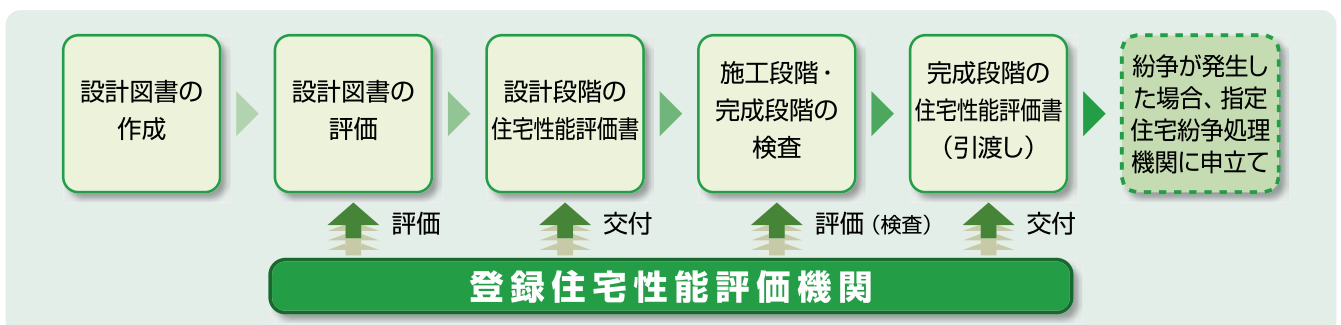 設計図書の
作成
設計図書の
評価
設計段階の
住宅性能評価書
施工段階・
完成段階の
検査
完成段階の
住宅性能評価書
（引渡し）
紛争が発生し
た場合、指定
住宅紛争処理
機関に申立て
評価
交付
評価（検査）
交付
登録住宅性能評価機関